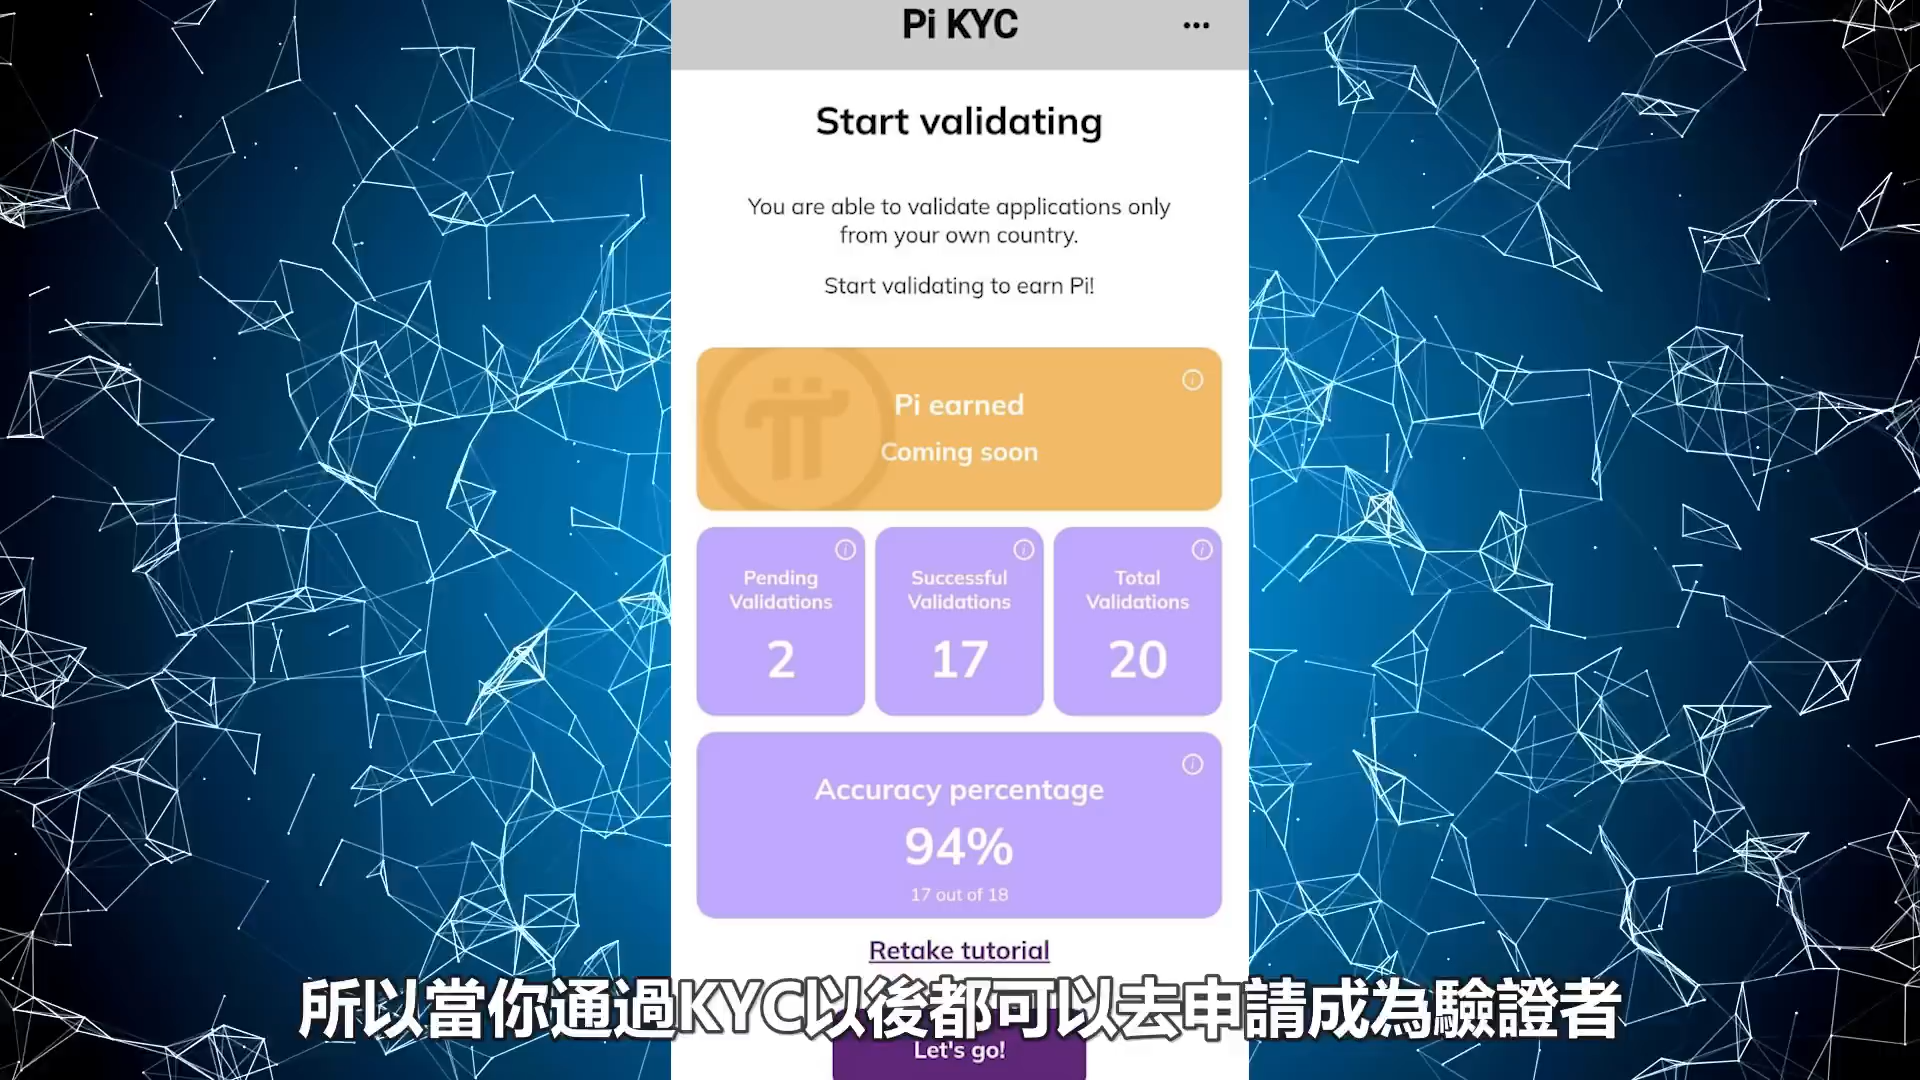 Pi KYC
Start validating
You are able to validate applications only
from your own country.
Start validating to earn Pi!
Pi earned
Coming soon
Pending
Validations
2
Successful
Validations
17
Total
Validations
20
Accuracy percentage
94%
17 out of 18
Retake tutorial
所以當你通過KYC以後都可以去申請成為驗證者
Let's go!